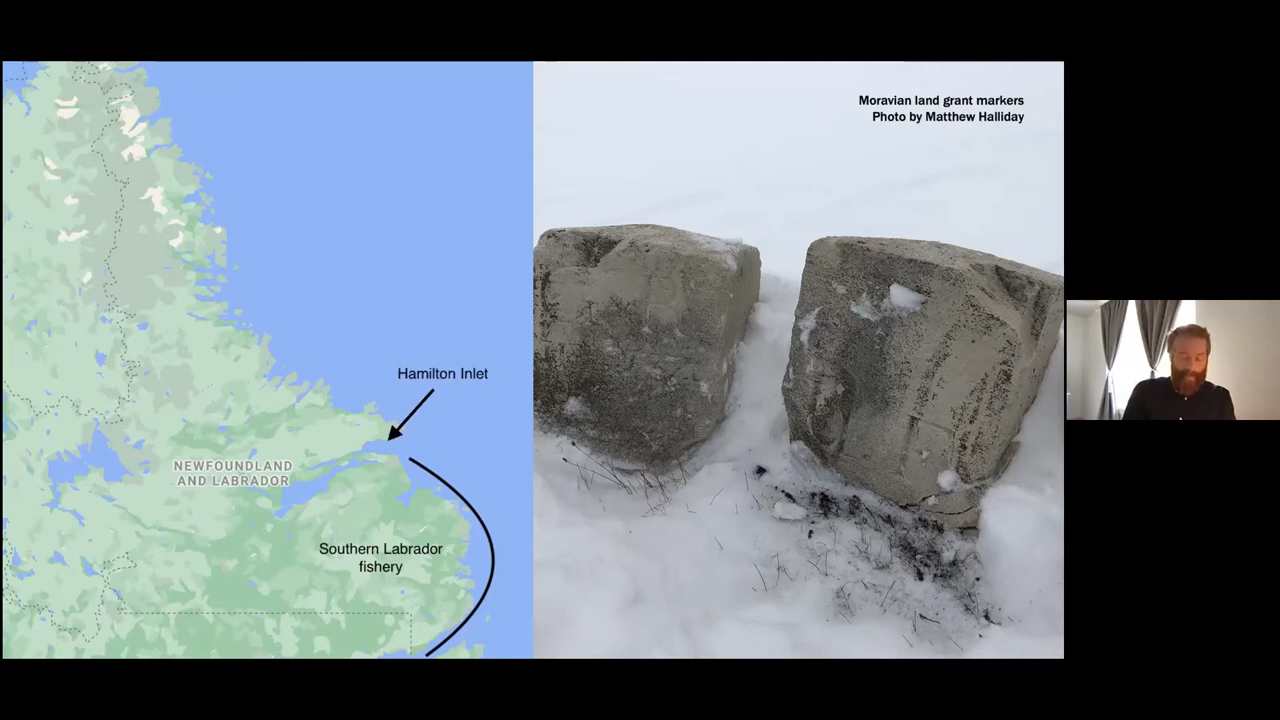 Moravian land grant markers
Photo by Matthew Halliday
Hamilton Inlet
NEWFOUNDLAND
AND LABRADOR
Southern Labrador
fishery